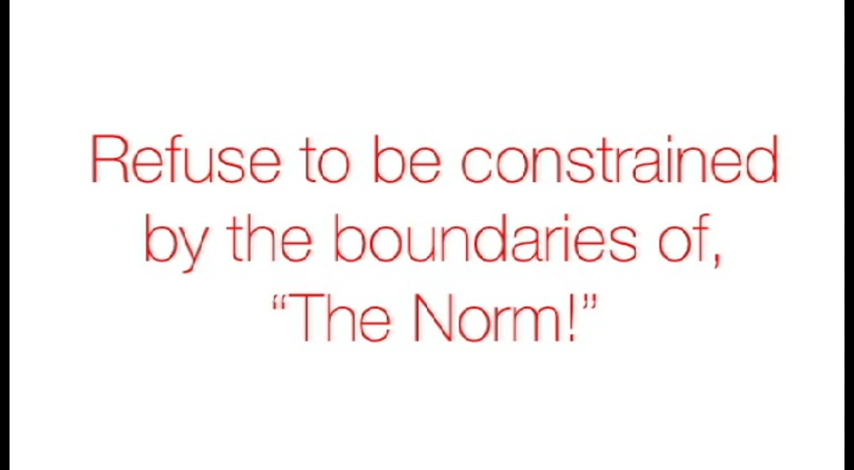 Refuse to be constrained
by the boundaries of,
“The Norm!”